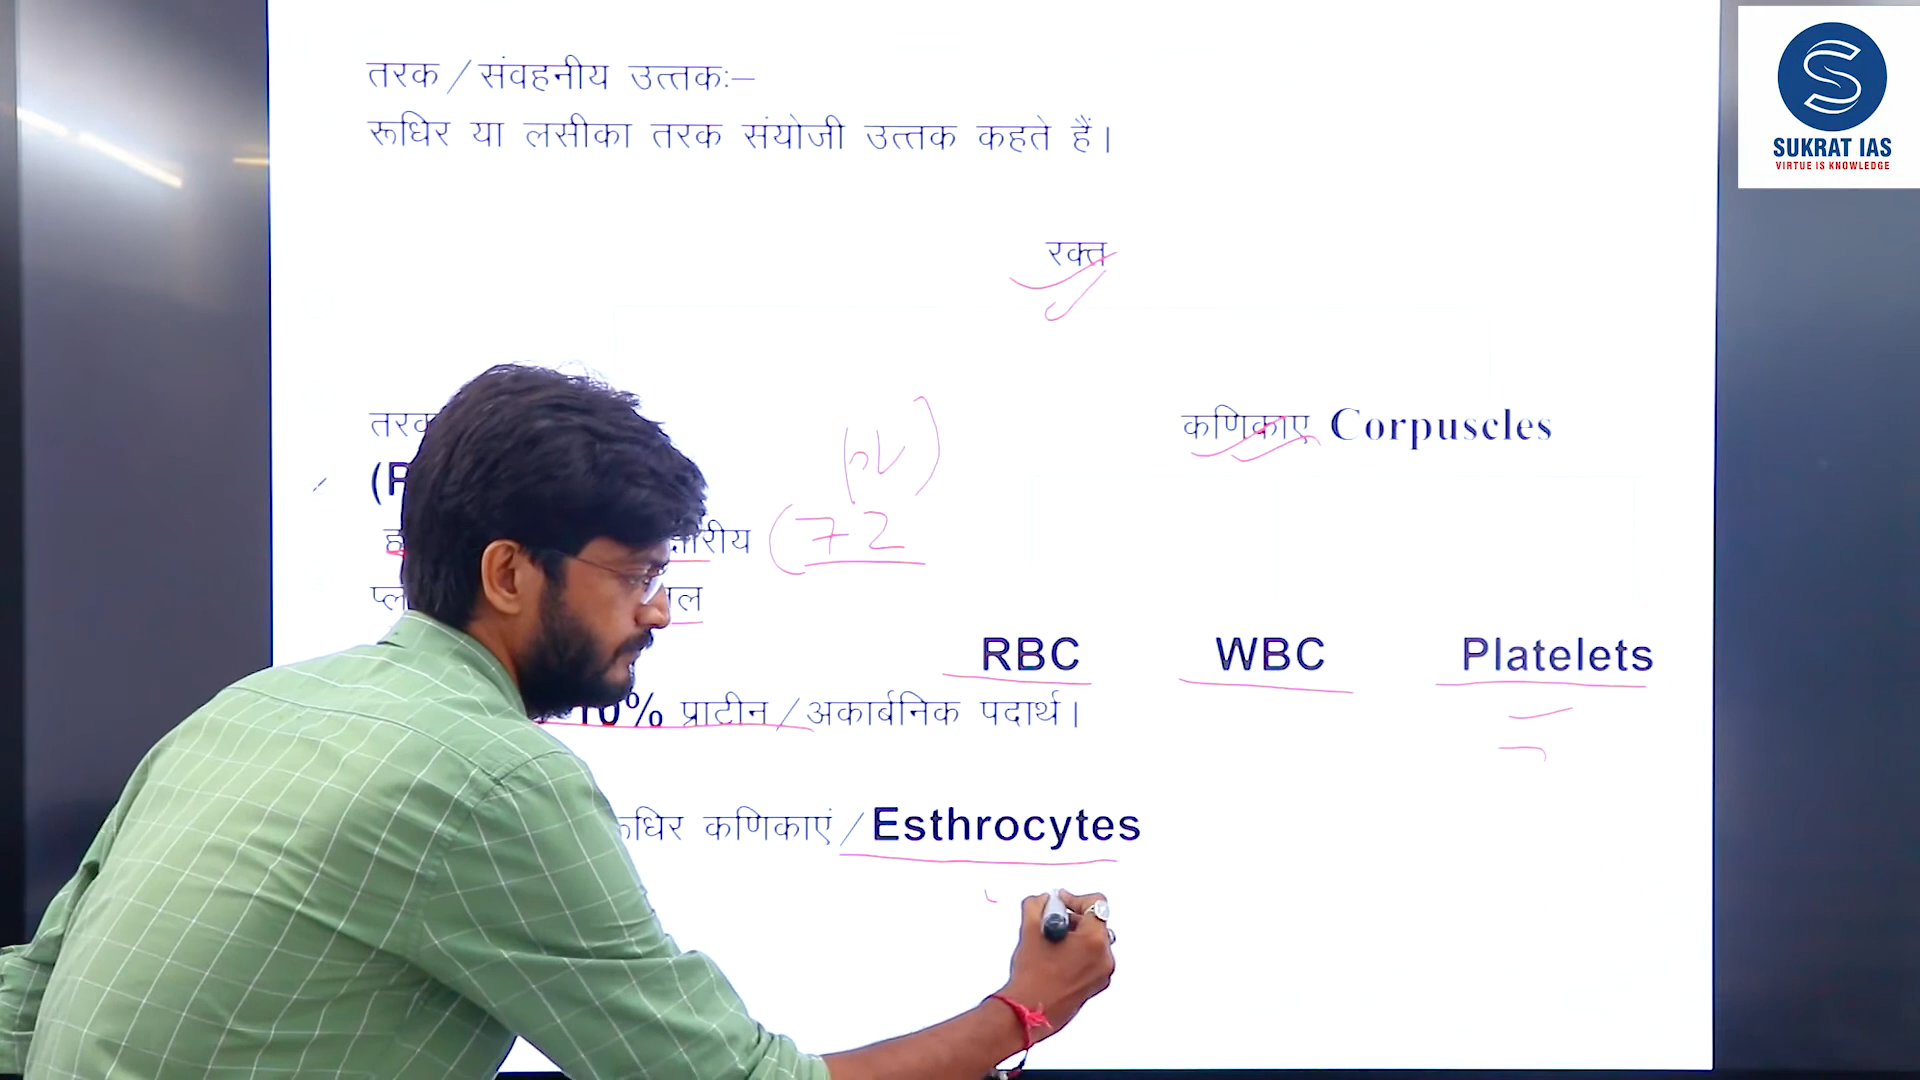 तरक / संवहनीय उत्तकः–
रूधिर या लसीका तरक संयोजी उत्तक कहते हैं।
SUKRAT IAS
VIRTUE IS KNOWLEDGE
रक्त
कणिकाए Corpuscles
(72
RBC WBC Platelets
10% प्राटीन / अकार्बनिक पदार्थ।
कणिकाएं / Esthrocytes